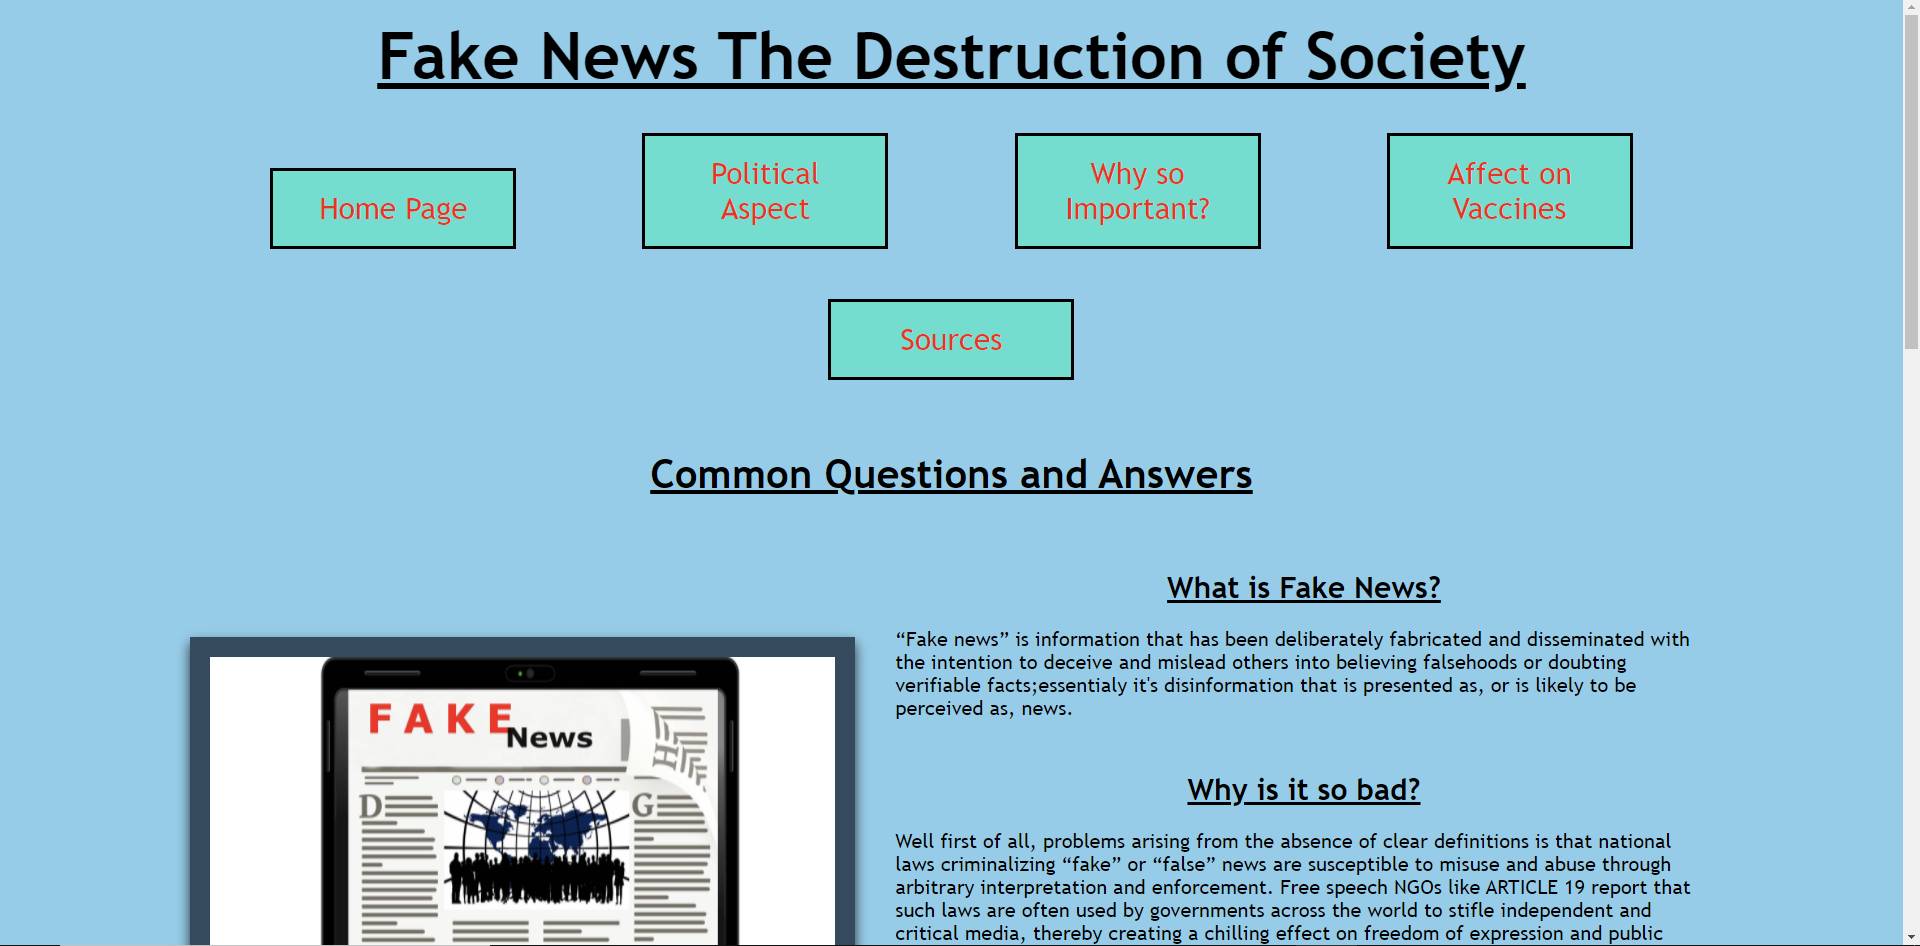 Fake News The Destruction of Society
Home Page
Political
Aspect
Why so
Important?
Affect on
Vaccines
Sources
Common Questions and Answers
What is Fake News?
“Fake news” is information that has been deliberately fabricated and disseminated with
the intention to deceive and mislead others into believing falsehoods or doubting
verifiable facts;essentialy it's disinformation that is presented as, or is likely to be
perceived as, news.
FAKE
News
H
D
G
Why is it so bad?
Well first of all, problems arising from the absence of clear definitions is that national
laws criminalizing “fake” or “false” news are susceptible to misuse and abuse through
arbitrary interpretation and enforcement. Free speech NGOs like ARTICLE 19 report that
such laws are often used by governments across the world to stifle independent and
critical media, thereby creating a chilling effect on freedom of expression and public